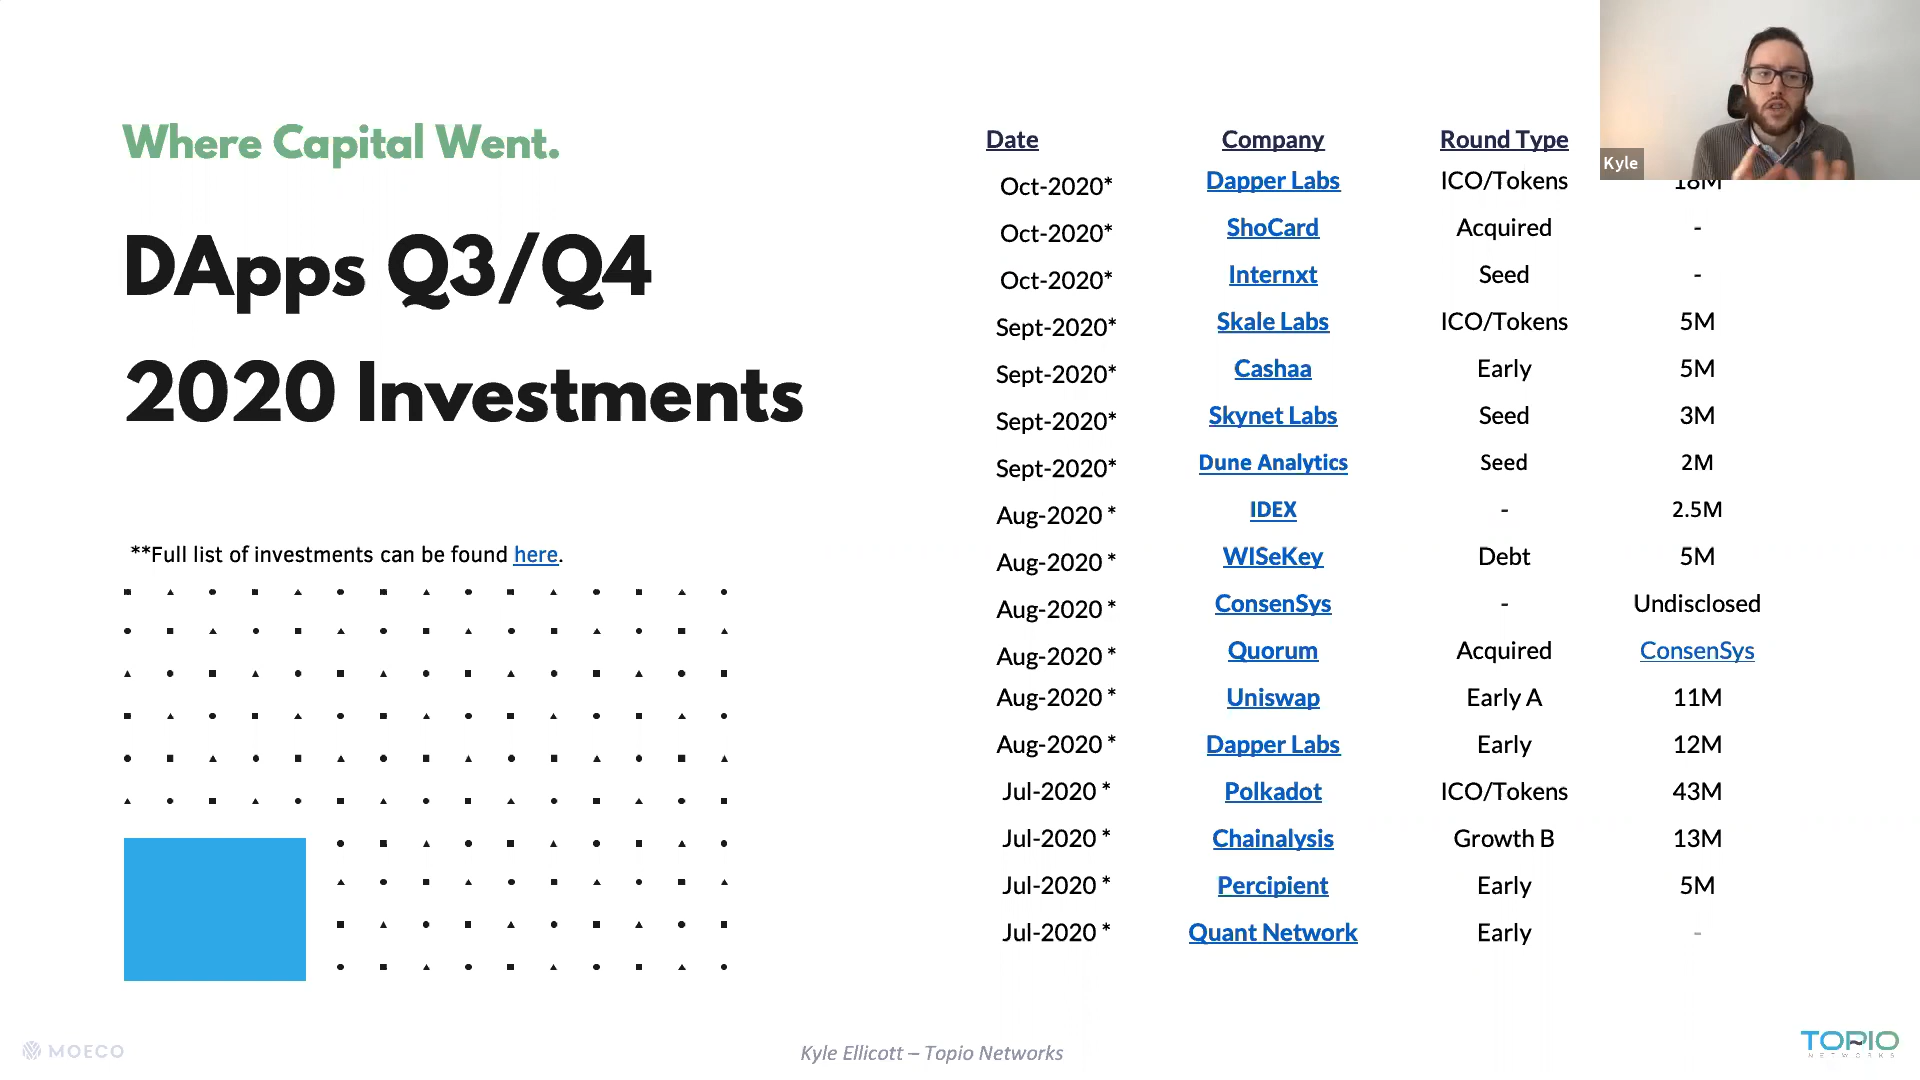 Where Capital Went.
DApps Q3/Q4
2020 Investments
**Full list of investments can be found here.
Date Company Round Type
Oct-2020* Dapper Labs ICO/Tokens
Oct-2020* ShoCard Acquired -
Oct-2020* Internxt Seed -
Sept-2020* Skale Labs ICO/Tokens 5M
Sept-2020* Cashaa Early 5M
Sept-2020* Skynet Labs Seed 3M
Sept-2020* Dune Analytics Seed 2M
Aug-2020 * IDEX - 2.5M
Aug-2020 * WISeKey Debt 5M
Aug-2020 * ConsenSys - Undisclosed
Aug-2020 * Quorum Acquired ConsenSys
Aug-2020 * Uniswap Early A 11M
Aug-2020 * Dapper Labs Early 12M
Jul-2020 * Polkadot ICO/Tokens 43M
Jul-2020 * Chainalysis Growth B 13M
Jul-2020 * Percipient Early 5M
Jul-2020 * Quant Network Early -
Kyle
MOECO
Kyle Ellicott – Topio Networks
TOPIO
NETWORKS